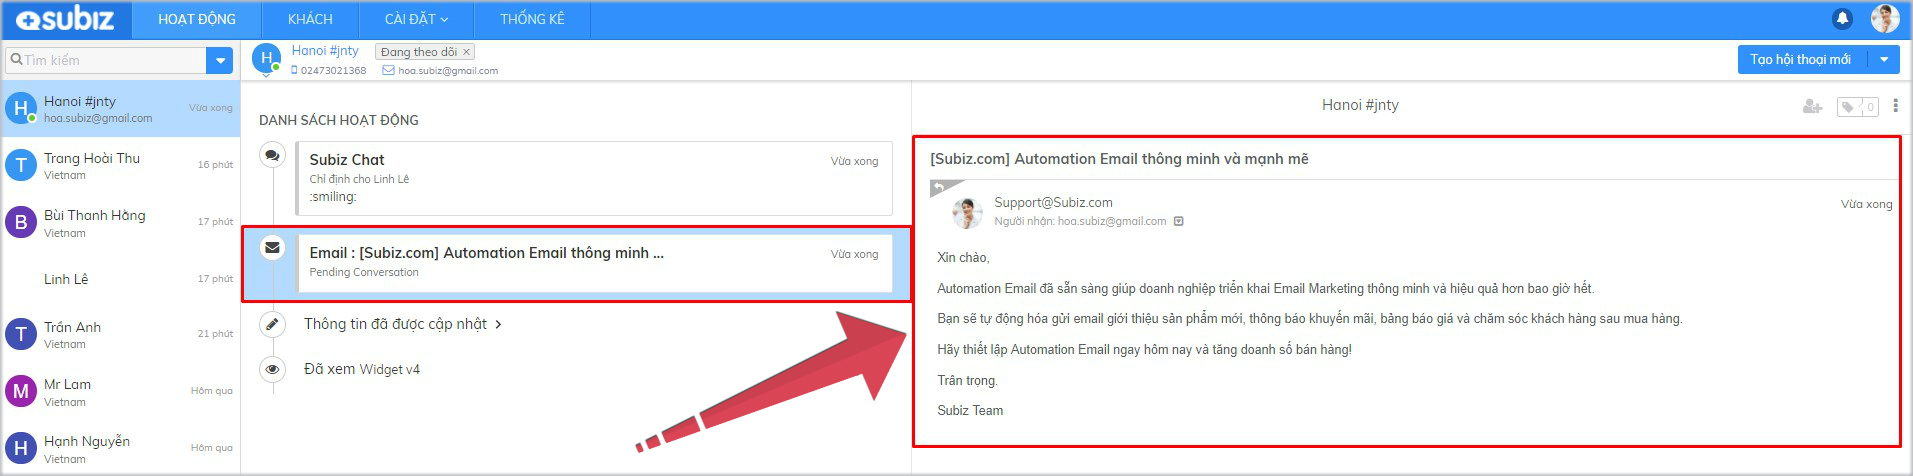 subiz
HOẠT ĐỘNG
KHÁCH
CÀI ĐẶT
THỐNG KÊ
Tìm kiếm
Hanoi #jnty
Vừa xong
hoa.subiz@gmail.com
Trang Hoài Thu
16 phút
Vietnam
Bùi Thanh Hằng
17 phút
Vietnam
Linh Lê
17 phút
Trần Anh
21 phút
Vietnam
Mr Lam
Hôm qua
Vietnam
Hạnh Nguyễn
Hôm qua
Vietnam
H
T
B
T
M
H
H
Hanoi #jnty
Đang theo dõi ×
02473021368
hoa.subiz@gmail.com
Tạo hội thoại mới
DANH SÁCH HOẠT ĐỘNG
Subiz Chat
Vừa xong
Chỉ định cho Linh Lê
:smiling:
Email : [Subiz.com] Automation Email thông minh ...
Vừa xong
Pending Conversation
Thông tin đã được cập nhật
Đã xem Widget v4
Hanoi #jnty
0
[Subiz.com] Automation Email thông minh và mạnh mẽ
Support@Subiz.com
Vừa xong
Người nhận: hoa.subiz@gmail.com
Xin chào,
Automation Email đã sẵn sàng giúp doanh nghiệp triển khai Email Marketing thông minh và hiệu quả hơn bao giờ hết.
Bạn sẽ tự động hóa gửi email giới thiệu sản phẩm mới, thông báo khuyến mãi, bảng báo giá và chăm sóc khách hàng sau mua hàng.
Hãy thiết lập Automation Email ngay hôm nay và tăng doanh số bán hàng!
Trân trọng.
Subiz Team